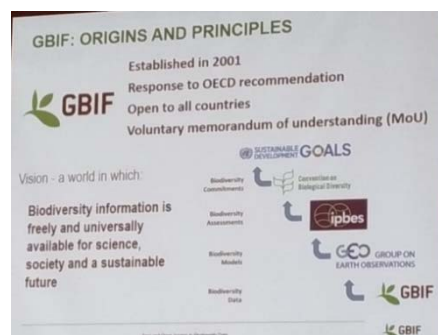 GBIF: ORIGINS AND PRINCIPLES
Established in 2001
Response to OECD recommendation
Open to all countries
Voluntary memorandum of understanding (MoU)
GBIF
SUSTAINABLE DEVELOPMENT GOALS
Vision - a world in which:
Biodiversity information is
freely and universally
available for science,
society and a sustainable
future
Biodiversity
Commitments
Convention on
Biological Diversity
Biodiversity
Assessments
ipbes
Biodiversity
Models
GEO GROUP ON
EARTH OBSERVATIONS
Biodiversity
Data
GBIF
GBIF